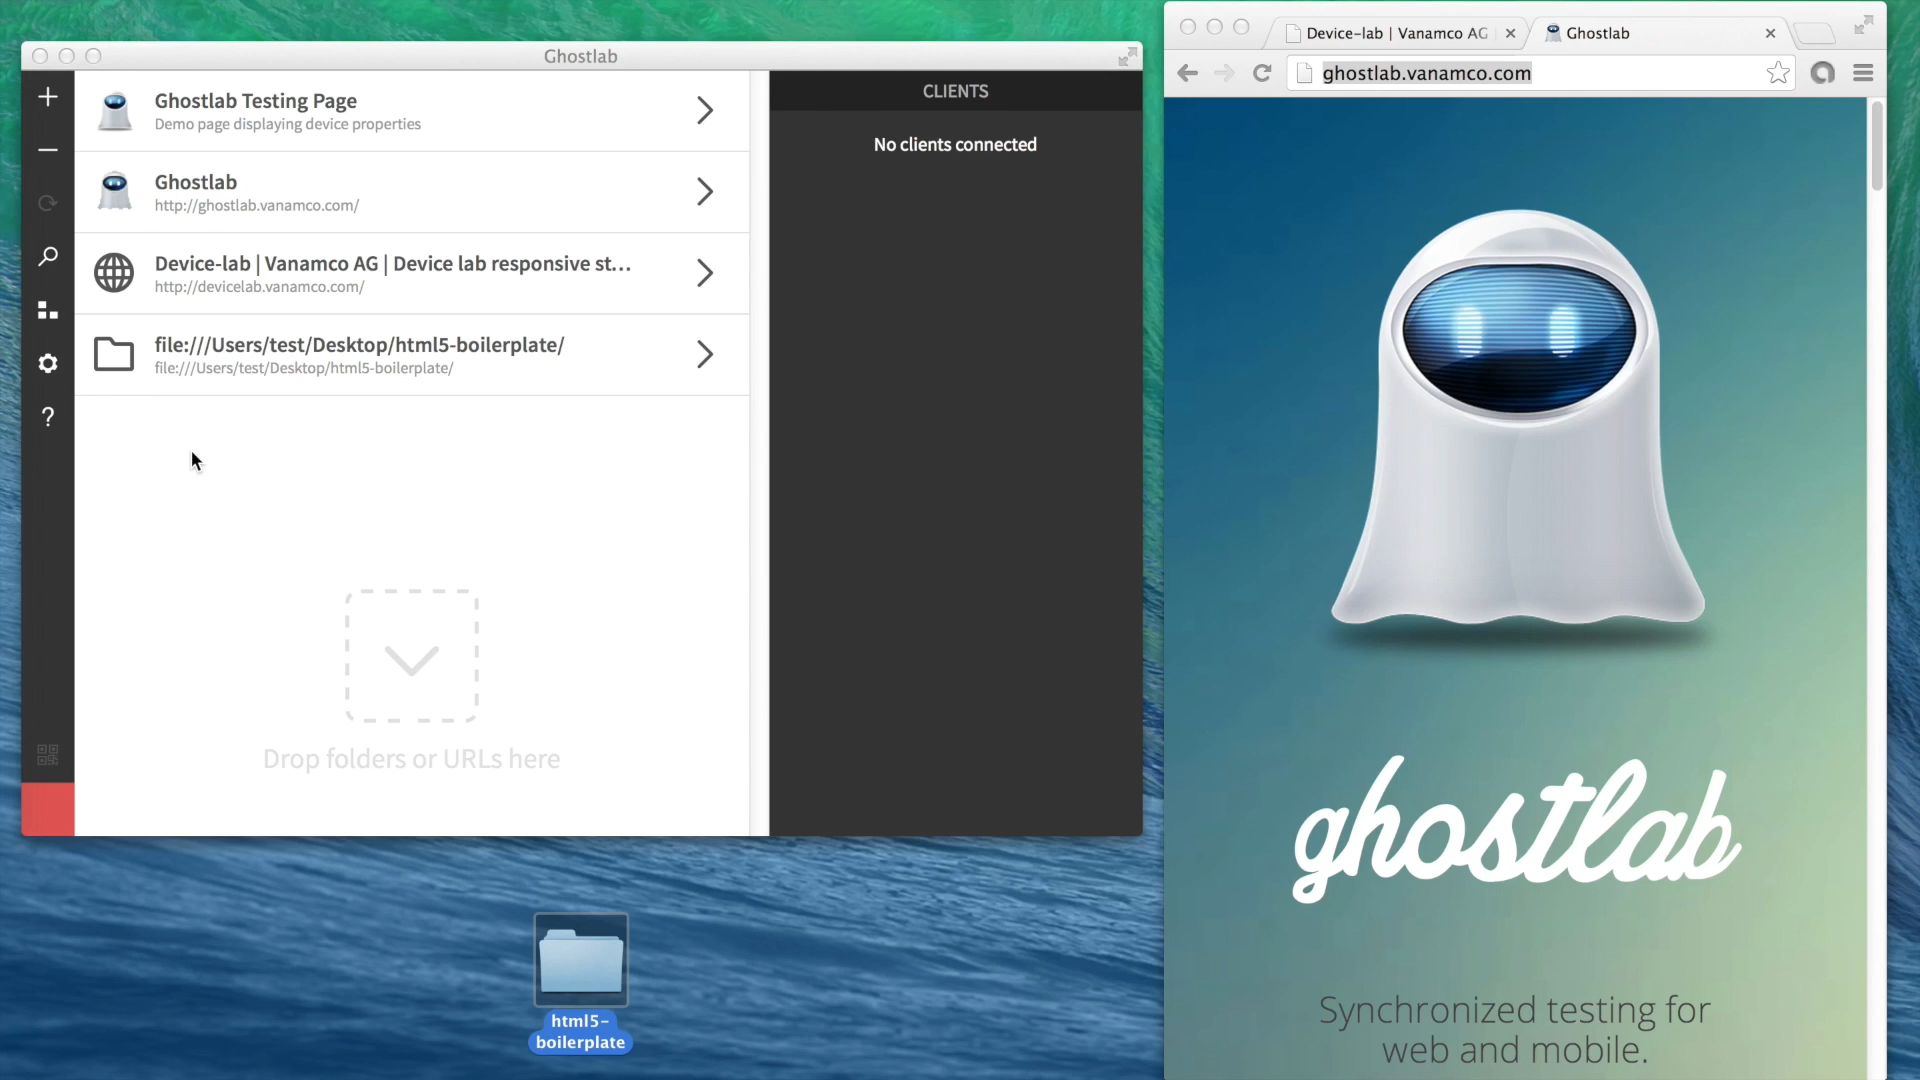 Ghostlab
Ghostlab Testing Page
Demo page displaying device properties
Ghostlab
http://ghostlab.vanamco.com/
Device-lab | Vanamco AG | Device lab responsive st...
http://devicelab.vanamco.com/
file:///Users/test/Desktop/html5-boilerplate/
file:///Users/test/Desktop/html5-boilerplate/
Drop folders or URLs here
CLIENTS
No clients connected
html5-
boilerplate
Device-lab | Vanamco AG
Ghostlab
ghostlab.vanamco.com
ghostlab
Synchronized testing for
web and mobile.